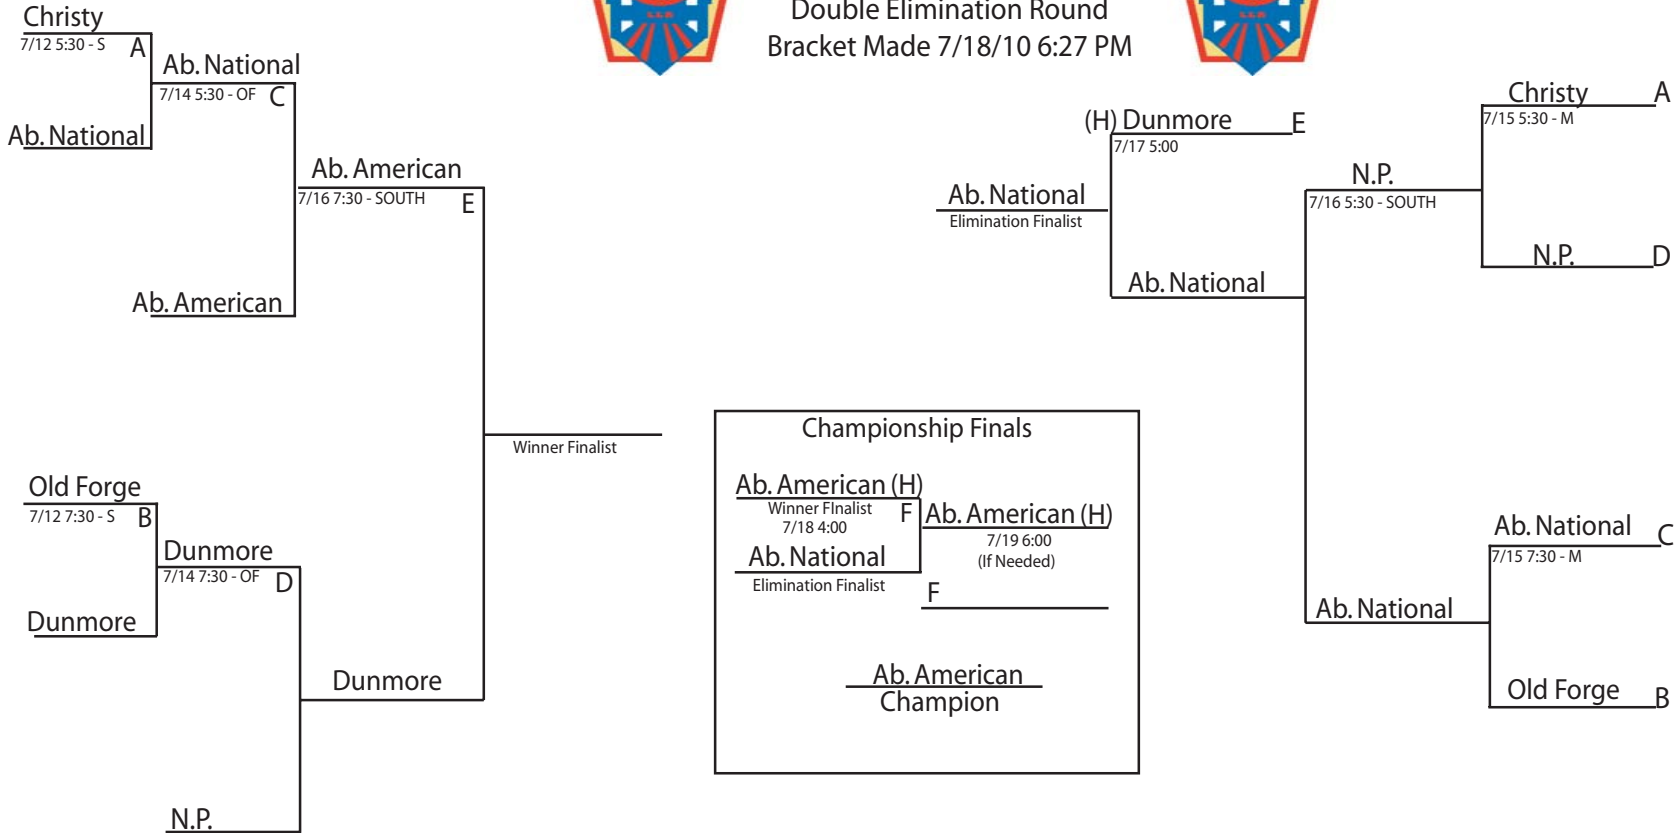 Double Elimination Round
Bracket Made 7/18/10 6:27 PM
Christy
7/12 5:30 - S
A
Ab. National
7/14 5:30 - OF
C
Ab. National
Ab. American
7/16 7:30 - SOUTH
E
Ab. American
Winner Finalist
Old Forge
7/12 7:30 - S
B
Dunmore
7/14 7:30 - OF
D
Dunmore
Dunmore
N.P.
Championship Finals
Ab. American (H)
Winner FInalist
7/18 4:00
F
Ab. American (H)
7/19 6:00
(If Needed)
Ab. National
Elimination Finalist
F
Ab. American
Champion
(H) Dunmore
E
7/17 5:00
Ab. National
Elimination Finalist
Ab. National
N.P.
7/16 5:30 - SOUTH
Christy
A
7/15 5:30 - M
N.P.
D
Ab. National
C
7/15 7:30 - M
Ab. National
Old Forge
B